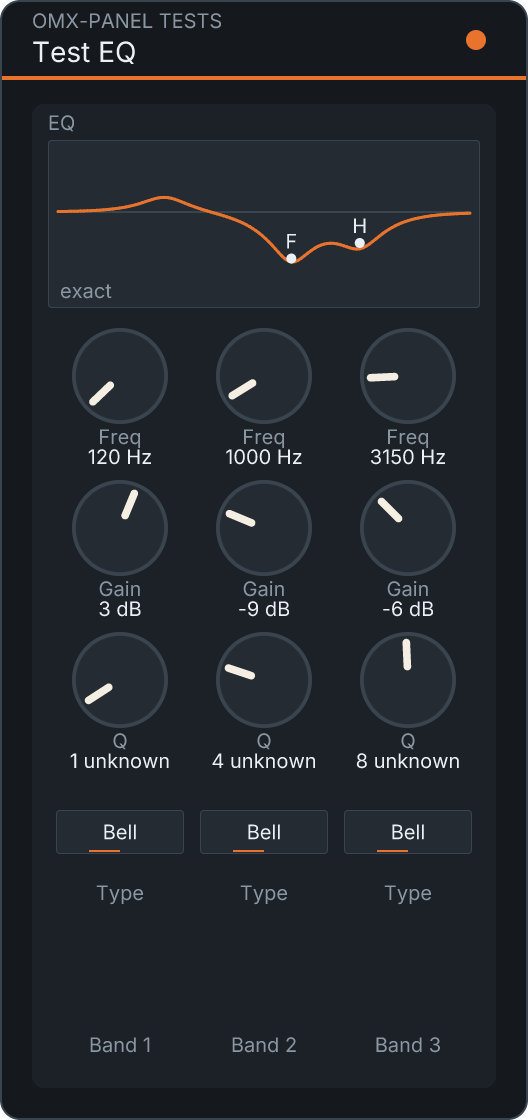 OMX-PANEL TESTS
Test EQ
EQ
F
H
exact
Freq Freq Freq
120 Hz 1000 Hz 3150 Hz
Gain Gain Gain
3 dB -9 dB -6 dB
Q Q Q
1 unknown 4 unknown 8 unknown
Bell Bell Bell
Type Type Type
Band 1 Band 2 Band 3